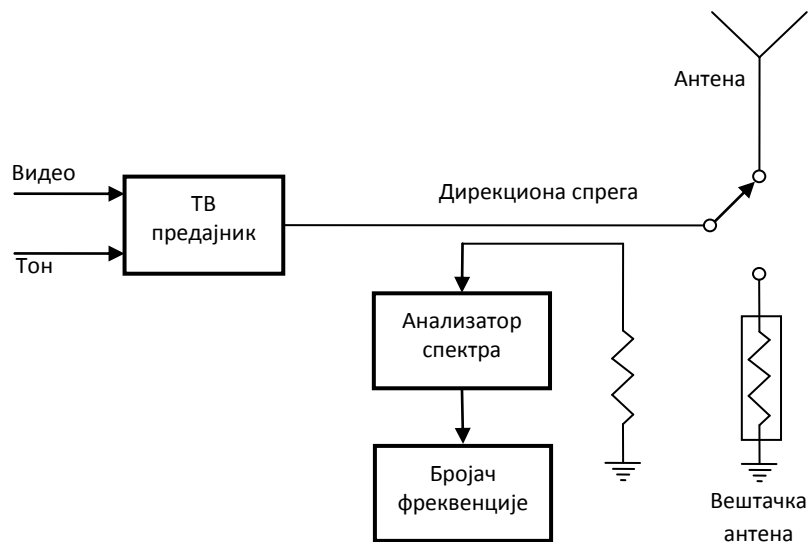 Антена
Видео
ТВ
предајник
Дирекциона спрега
Тон
Анализатор
спектра
Бројач
фреквенције
Вештачка
антена